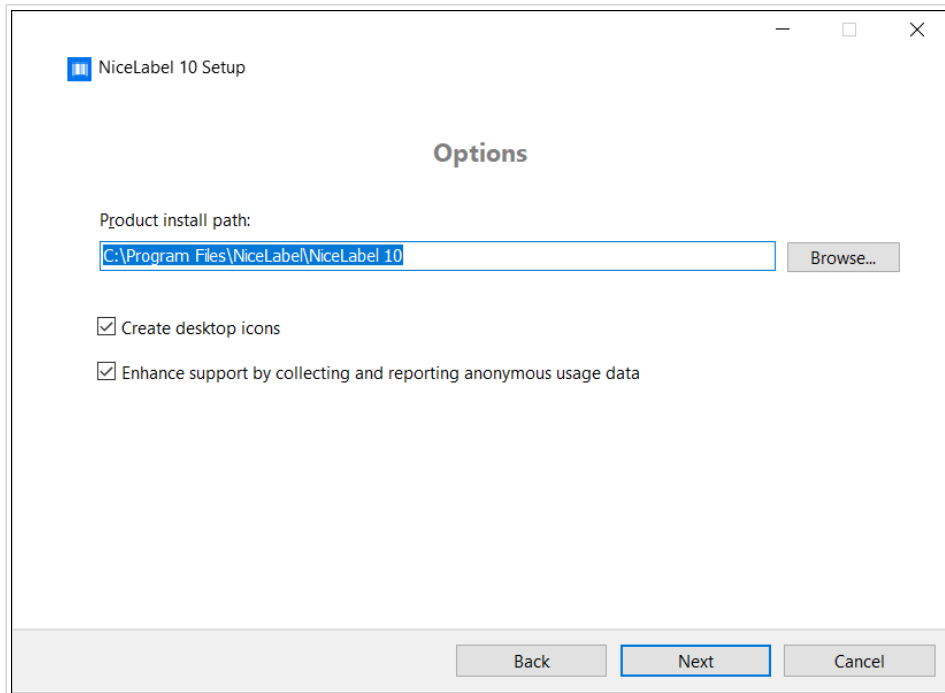 NiceLabel 10 Setup
Options
Product install path:
C:\Program Files\NiceLabel\NiceLabel 10
Browse...
Create desktop icons
Enhance support by collecting and reporting anonymous usage data
Back
Next
Cancel